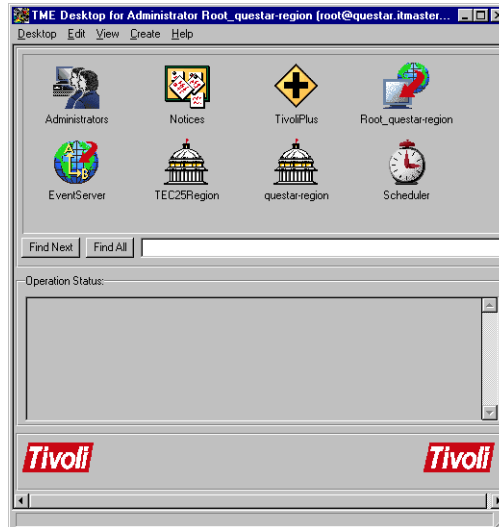 TME Desktop for Administrator Root_questar-region (root@questar.itmaster...
Desktop Edit View Create Help
Administrators Notices TivoliPlus Root_questar-region
EventServer TEC25Region questar-region Scheduler
Find Next Find All
Operation Status:
Tivoli Tivoli